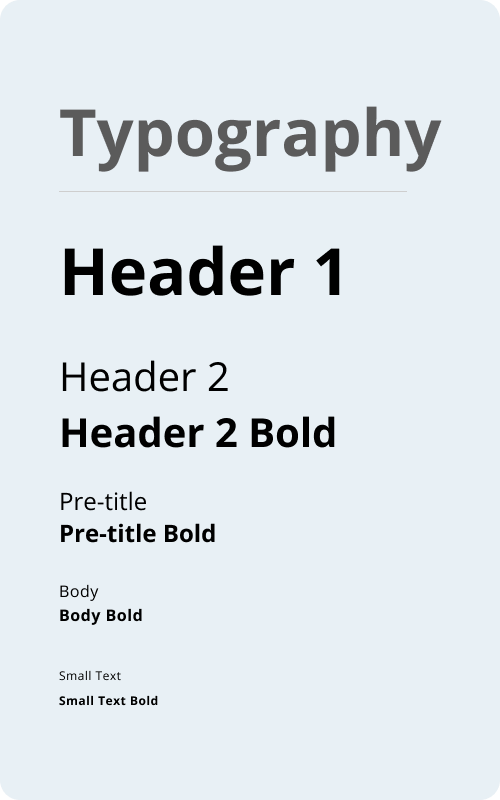 Typography
Header 1
Header 2
Header 2 Bold
Pre-title
Pre-title Bold
Body
Body Bold
Small Text
Small Text Bold